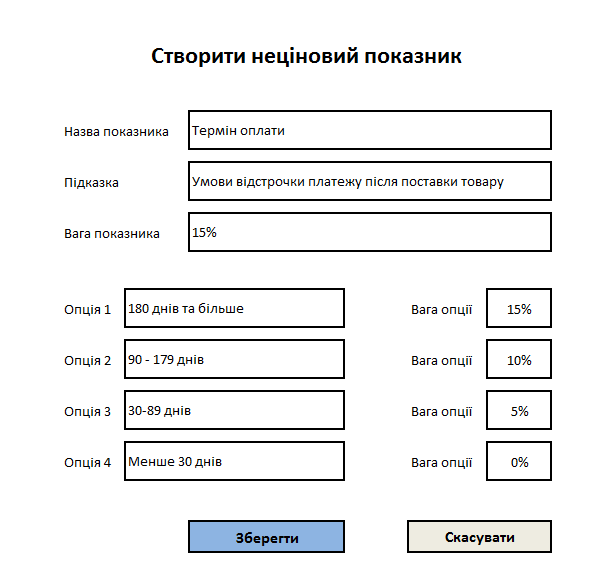 Створити неціновий показник
Назва показника Термін оплати
Підказка Умови відстрочки платежу після поставки товару
Вага показника 15%
Опція 1 180 днів та більше Вага опції 15%
Опція 2 90 - 179 днів Вага опції 10%
Опція 3 30-89 днів Вага опції 5%
Опція 4 Менше 30 днів Вага опції 0%
Зберегти Скасувати